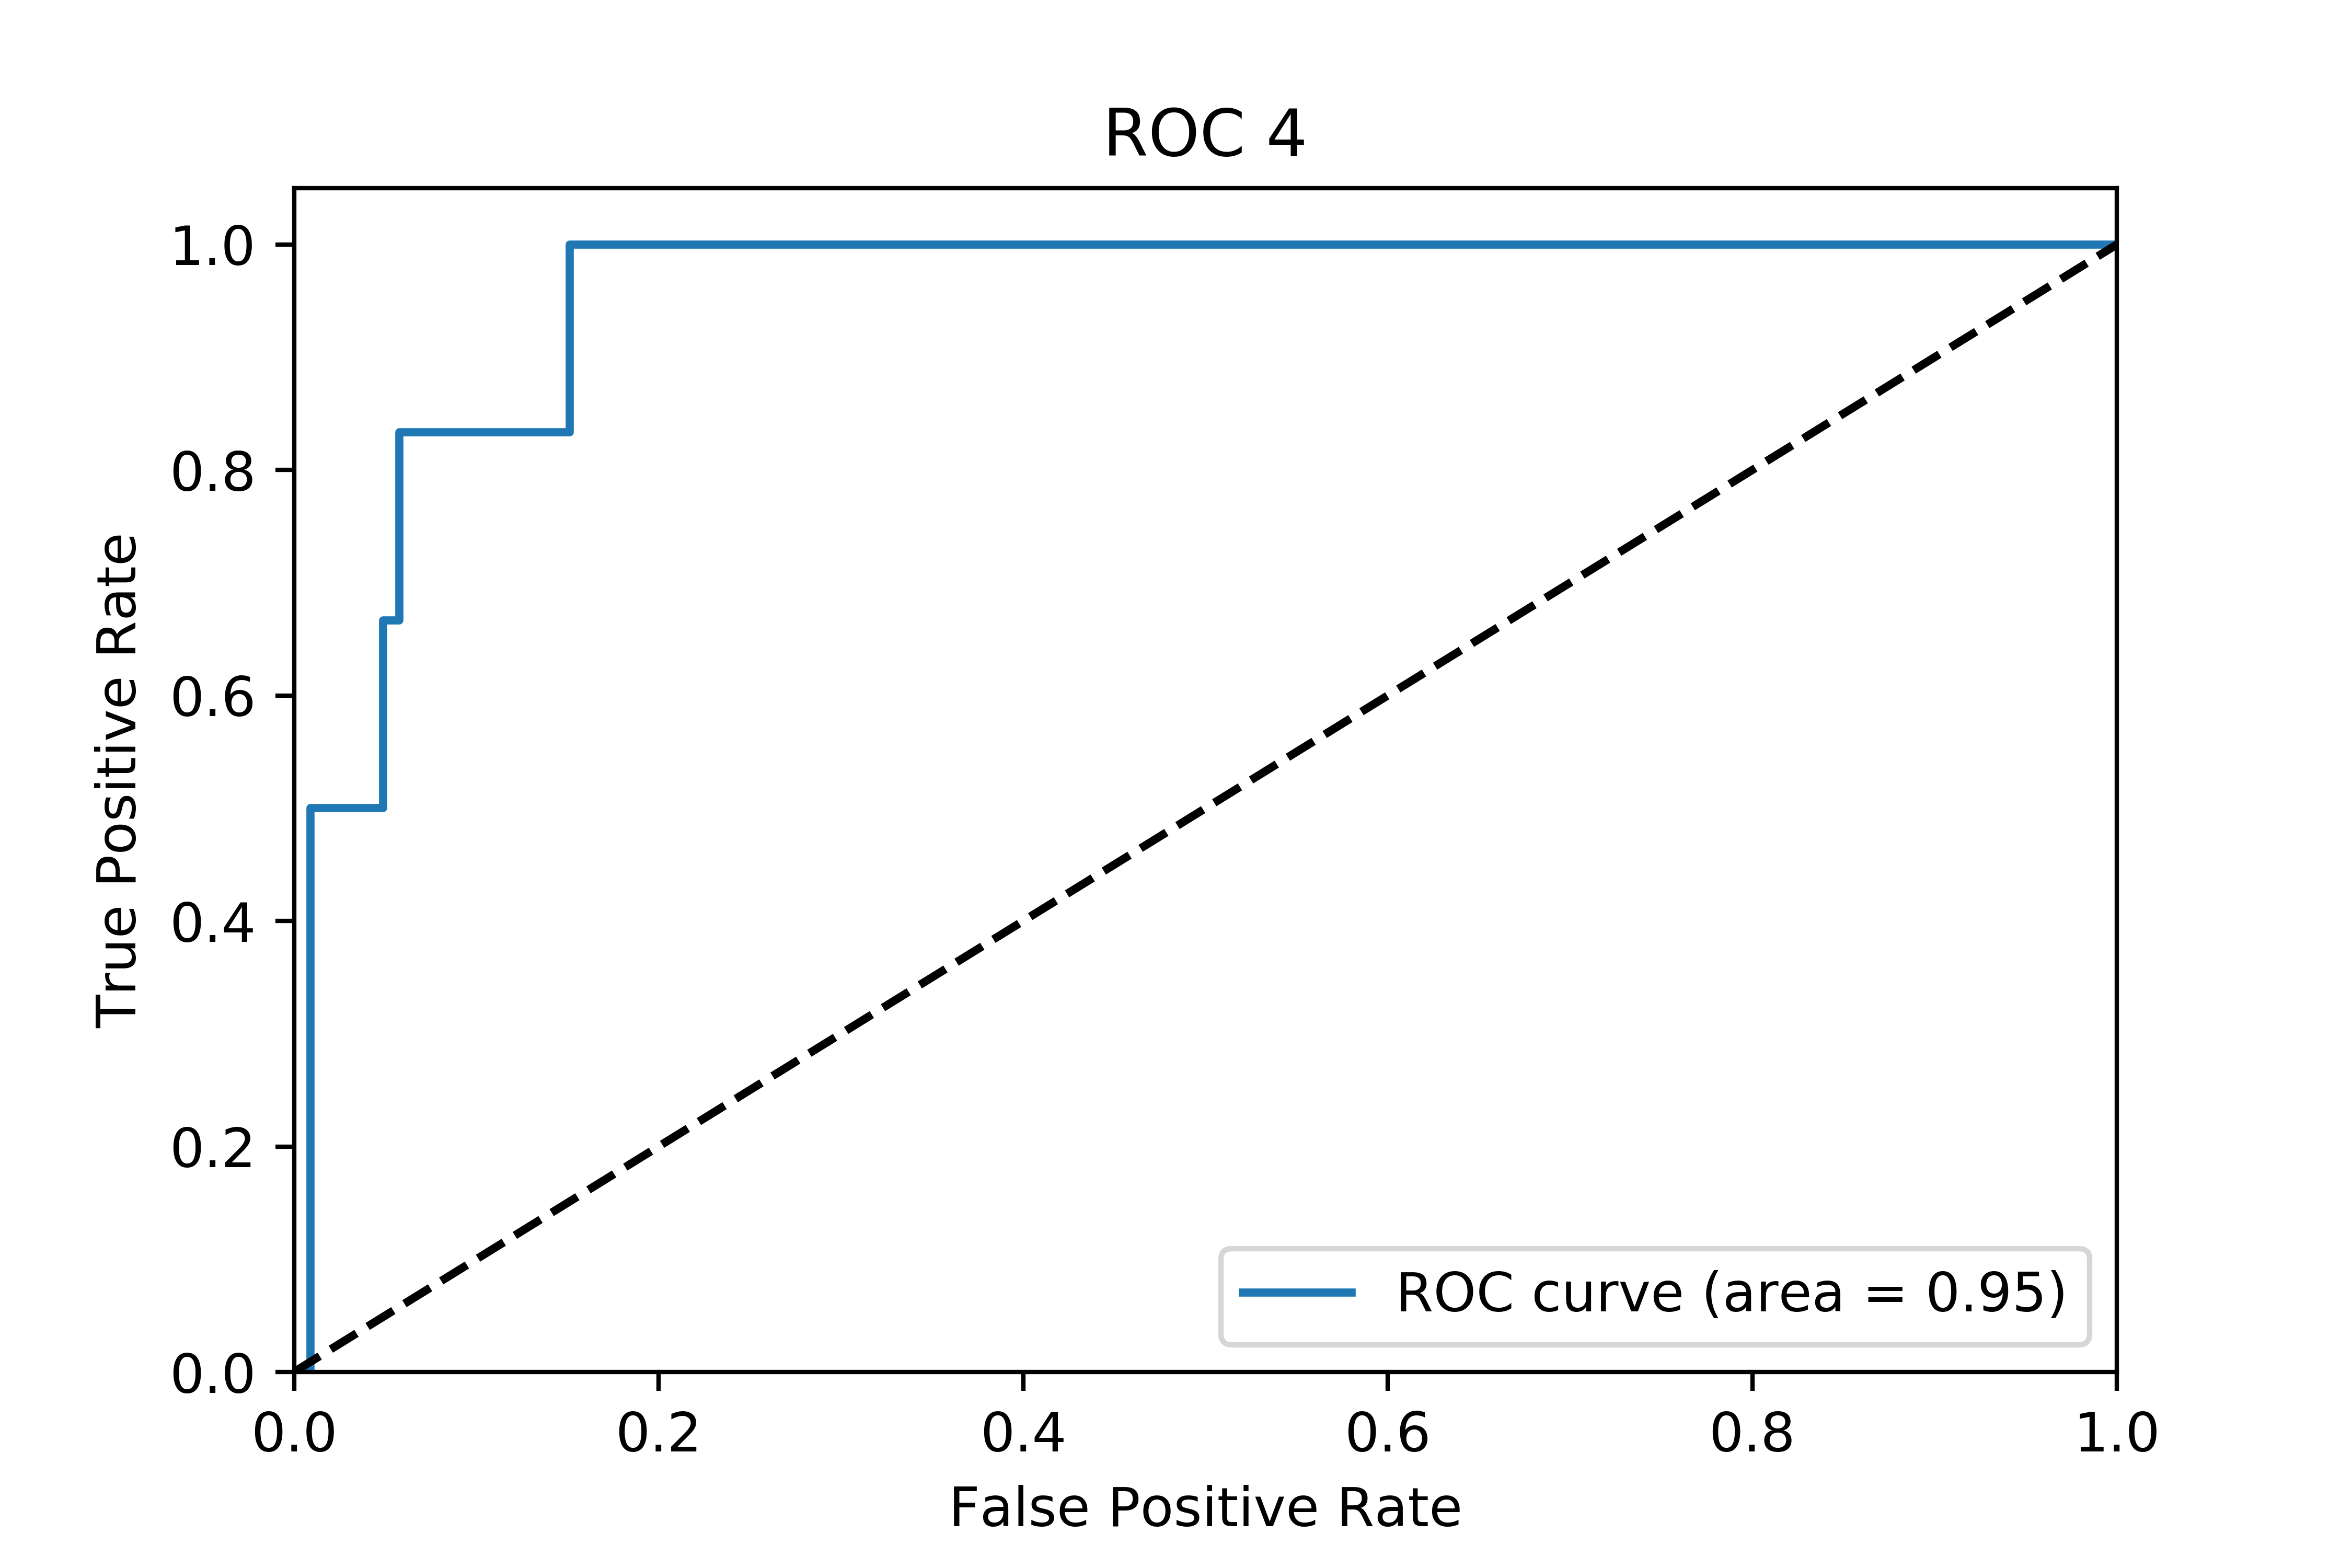 ROC 4
True Positive Rate
1.0
0.8
0.6
0.4
0.2
0.0
ROC curve (area = 0.95)
0.0 0.2 0.4 0.6 0.8 1.0
False Positive Rate